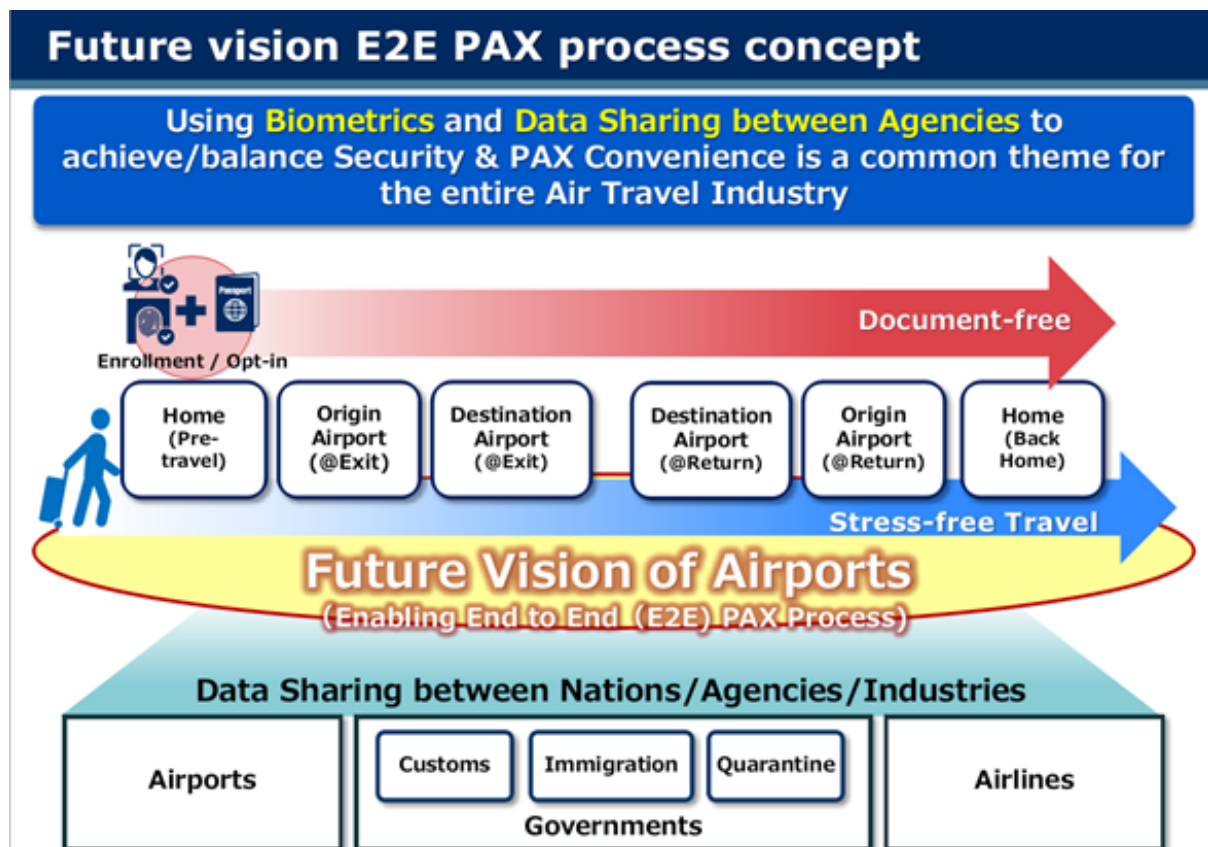 Future vision E2E PAX process concept
Using Biometrics and Data Sharing between Agencies to
achieve/balance Security & PAX Convenience is a common theme for
the entire Air Travel Industry
Passport
Enrollment / Opt-in
Document-free
Home
(Pre-
travel)
Origin
Airport
(@Exit)
Destination
Airport
(@Exit)
Destination
Airport
(@Return)
Origin
Airport
(@Return)
Home
(Back
Home)
Stress-free Travel
Future Vision of Airports
(Enabling End to End (E2E) PAX Process)
Data Sharing between Nations/Agencies/Industries
Airports
Customs
Immigration
Quarantine
Governments
Airlines